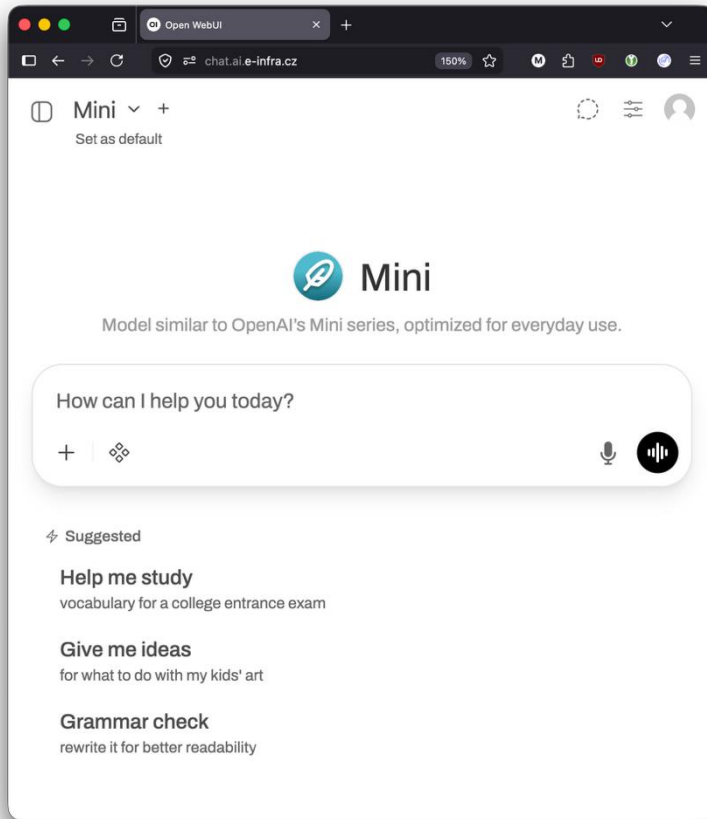 Open WebUI
chat.ai.e-infra.cz
150%
Mini
Set as default
Mini
Model similar to OpenAI's Mini series, optimized for everyday use.
How can I help you today?
Suggested
Help me study
vocabulary for a college entrance exam
Give me ideas
for what to do with my kids' art
Grammar check
rewrite it for better readability